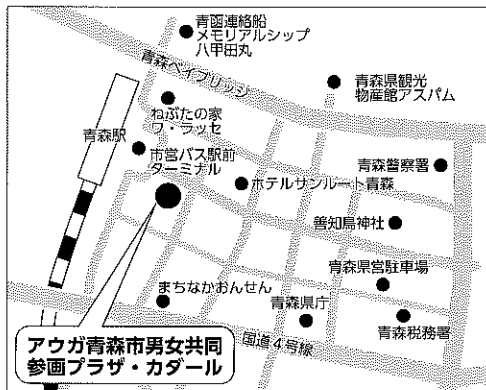 青函連絡船
メモリアルシップ
八甲田丸
青森ベイブリッジ
青森県観光
物産館アスパム
ねぶたの家
ワ・ラッセ
青森駅
市営バス駅前
ターミナル
青森警察署
ホテルサンルート青森
善知鳥神社
青森県営駐車場
まちなかおんせん
青森県庁
青森税務署
国道4号線
アウガ青森市男女共同
参画プラザ・カダール